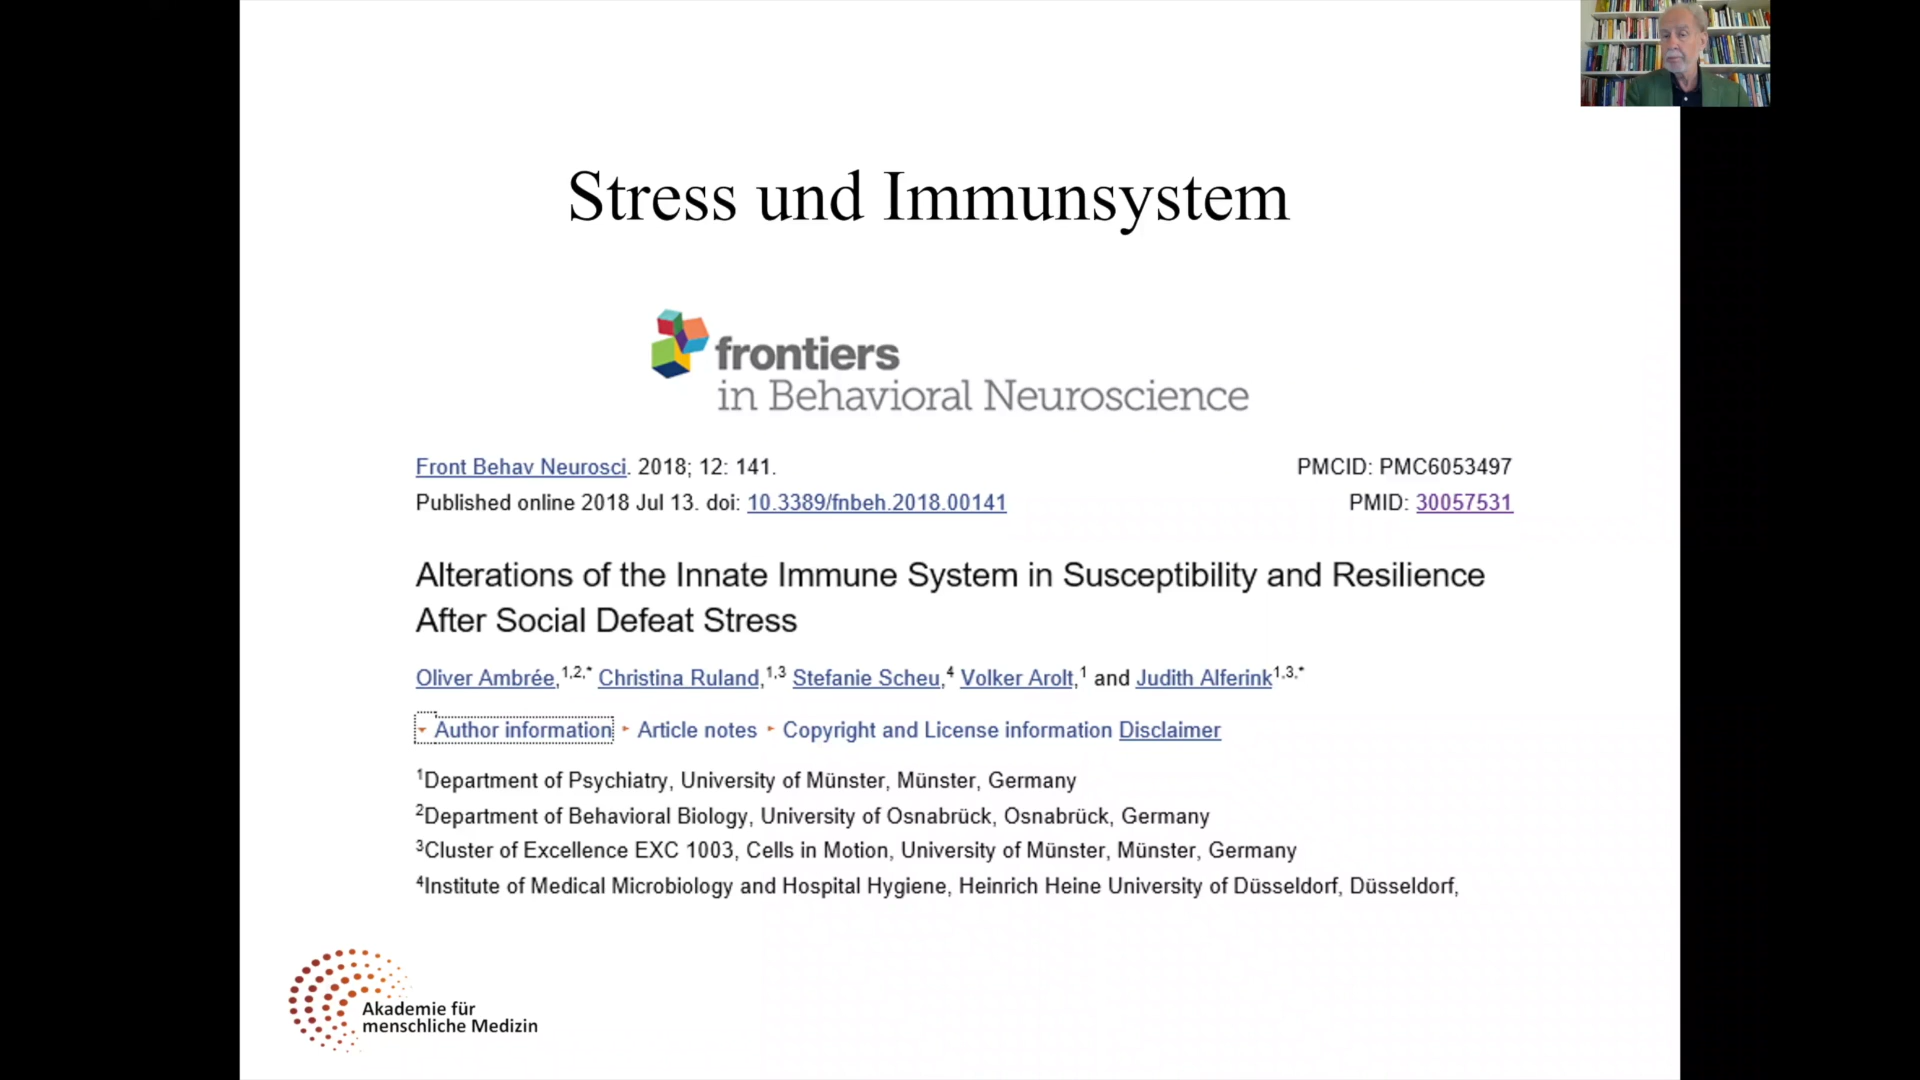 Stress und Immunsystem
frontiers
in Behavioral Neuroscience
Front Behav Neurosci. 2018; 12: 141.
PMCID: PMC6053497
Published online 2018 Jul 13. doi: 10.3389/fnbeh.2018.00141
PMID: 30057531
Alterations of the Innate Immune System in Susceptibility and Resilience
After Social Defeat Stress
Oliver Ambrée,1,2,* Christina Ruland,1,3 Stefanie Scheu,4 Volker Arolt,1 and Judith Alferink1,3,*
Author information Article notes Copyright and License information Disclaimer
1Department of Psychiatry, University of Münster, Münster, Germany
2Department of Behavioral Biology, University of Osnabrück, Osnabrück, Germany
3Cluster of Excellence EXC 1003, Cells in Motion, University of Münster, Münster, Germany
4Institute of Medical Microbiology and Hospital Hygiene, Heinrich Heine University of Düsseldorf, Düsseldorf,
Akademie für
menschliche Medizin